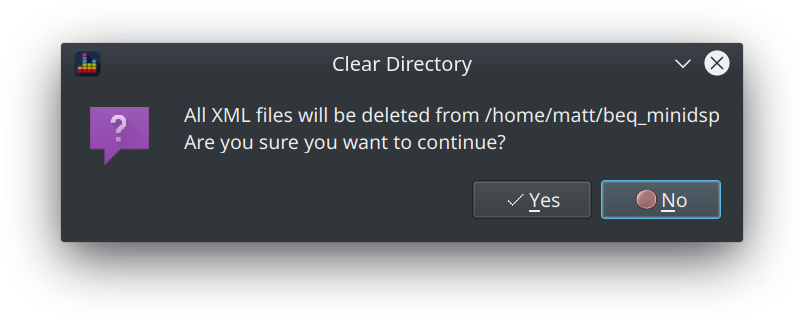 Clear Directory
All XML files will be deleted from /home/matt/beq_minidsp
Are you sure you want to continue?
Yes
No